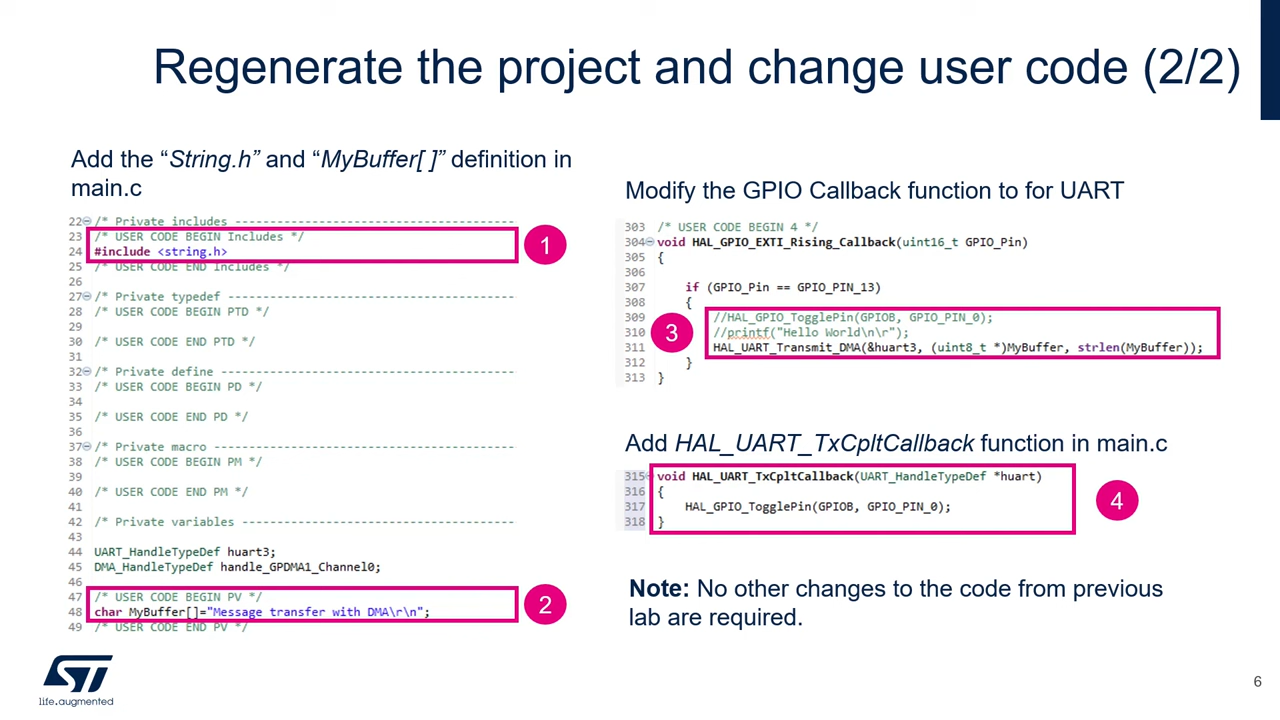 Regenerate the project and change user code (2/2)
Add the “String.h” and “MyBuffer[ ]” definition in
main.c
22 /* Private includes ----------------------------------------
23 /* USER CODE BEGIN Includes */
24 #include <string.h>
25 /* USER CODE END Includes */
26
27 /* Private typedef -----------------------------------------
28 /* USER CODE BEGIN PTD */
29
30 /* USER CODE END PTD */
31
32 /* Private define ------------------------------------------
33 /* USER CODE BEGIN PD */
34
35 /* USER CODE END PD */
36
37 /* Private macro -------------------------------------------
38 /* USER CODE BEGIN PM */
39
40 /* USER CODE END PM */
41
42 /* Private variables ---------------------------------------
43
44 UART_HandleTypeDef huart3;
45 DMA_HandleTypeDef handle_GPDMA1_Channel0;
46
47 /* USER CODE BEGIN PV */
48 char MyBuffer[]="Message transfer with DMA\r\n";
49 /* USER CODE END PV */
1
2
Modify the GPIO Callback function to for UART
303 /* USER CODE BEGIN 4 */
304 void HAL_GPIO_EXTI_Rising_Callback(uint16_t GPIO_Pin)
305 {
306
307 if (GPIO_Pin == GPIO_PIN_13)
308 {
309 //HAL_GPIO_TogglePin(GPIOB, GPIO_PIN_0);
310 //printf("Hello World\n\r");
311 HAL_UART_Transmit_DMA(&huart3, (uint8_t *)MyBuffer, strlen(MyBuffer));
312 }
313 }
3
Add HAL_UART_TxCpltCallback function in main.c
315 void HAL_UART_TxCpltCallback(UART_HandleTypeDef *huart)
316 {
317 HAL_GPIO_TogglePin(GPIOB, GPIO_PIN_0);
318 }
4
Note: No other changes to the code from previous
lab are required.
ST
life.augmented
6